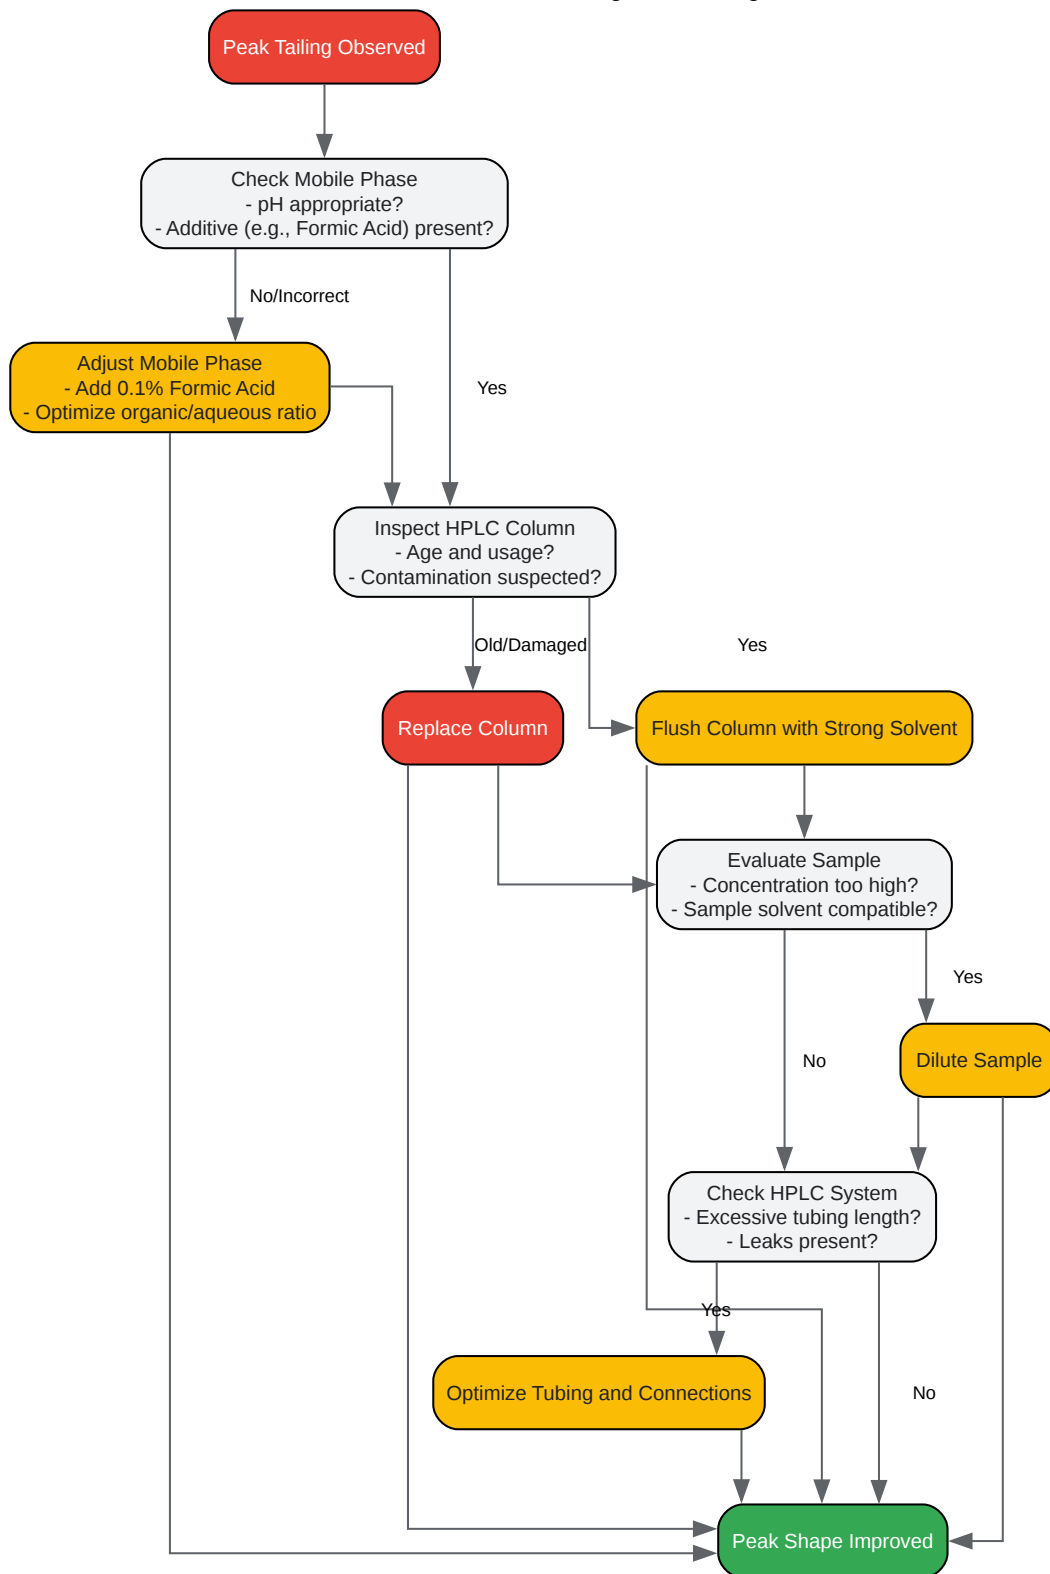 Peak Tailing Observed
Check Mobile Phase
- pH appropriate?
- Additive (e.g., Formic Acid) present?
No/Incorrect
Adjust Mobile Phase
- Add 0.1% Formic Acid
- Optimize organic/aqueous ratio
Yes
Inspect HPLC Column
- Age and usage?
- Contamination suspected?
Old/Damaged
Yes
Replace Column
Flush Column with Strong Solvent
Evaluate Sample
- Concentration too high?
- Sample solvent compatible?
Yes
No
Dilute Sample
Check HPLC System
- Excessive tubing length?
- Leaks present?
Yes
Optimize Tubing and Connections
No
Peak Shape Improved